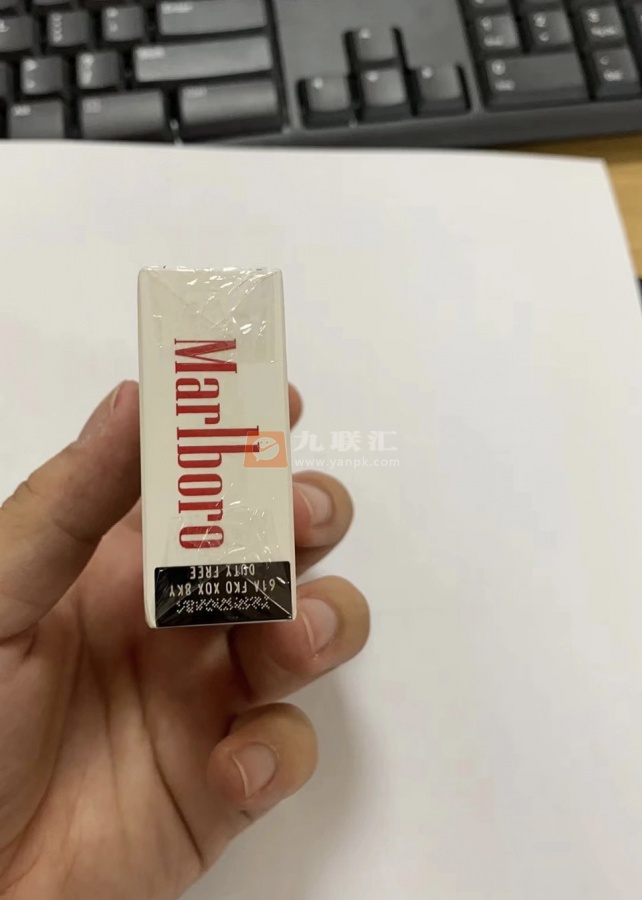 Marlboro
九联汇
www.yanpk.com
61A FKD XOX 8KY
DUTY FREE